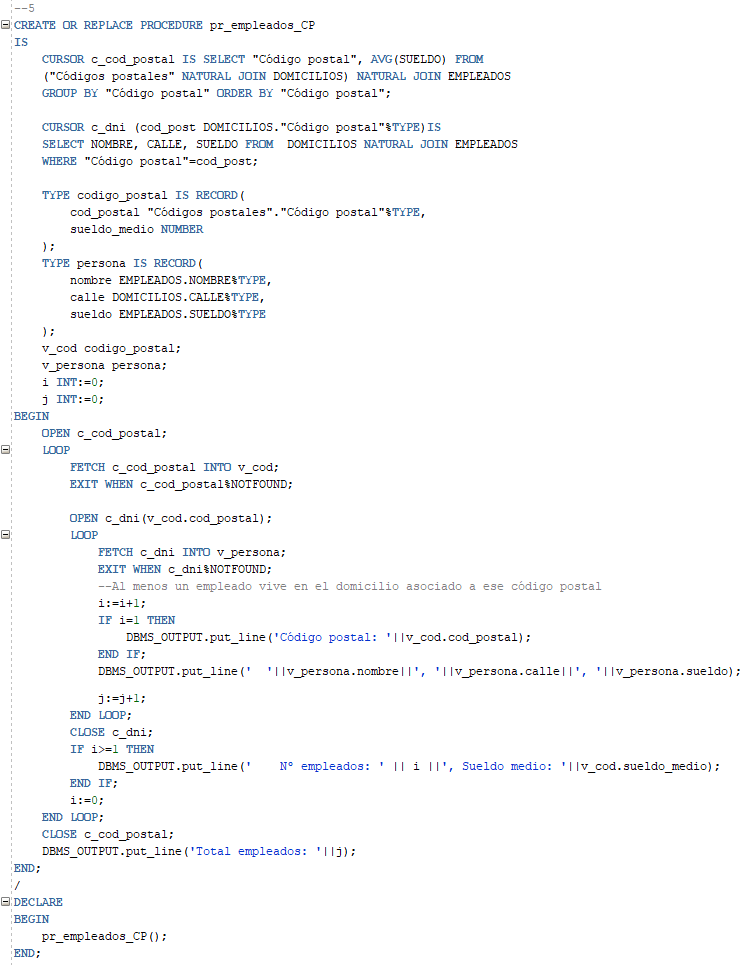 --5
CREATE OR REPLACE PROCEDURE pr_empleados_CP
IS
    CURSOR c_cod_postal IS SELECT "Código postal", AVG(SUELDO) FROM
    ("Códigos postales" NATURAL JOIN DOMICILIOS) NATURAL JOIN EMPLEADOS
    GROUP BY "Código postal" ORDER BY "Código postal";

    CURSOR c_dni (cod_post DOMICILIOS."Código postal"%TYPE)IS
    SELECT NOMBRE, CALLE, SUELDO FROM  DOMICILIOS NATURAL JOIN EMPLEADOS
    WHERE "Código postal"=cod_post;

    TYPE codigo_postal IS RECORD(
        cod_postal "Códigos postales"."Código postal"%TYPE,
        sueldo_medio NUMBER
    );
    TYPE persona IS RECORD(
        nombre EMPLEADOS.NOMBRE%TYPE,
        calle DOMICILIOS.CALLE%TYPE,
        sueldo EMPLEADOS.SUELDO%TYPE
    );
    v_cod codigo_postal;
    v_persona persona;
    i INT:=0;
    j INT:=0;
BEGIN
    OPEN c_cod_postal;
    LOOP
        FETCH c_cod_postal INTO v_cod;
        EXIT WHEN c_cod_postal%NOTFOUND;

        OPEN c_dni(v_cod.cod_postal);
        LOOP
            FETCH c_dni INTO v_persona;
            EXIT WHEN c_dni%NOTFOUND;
            --Al menos un empleado vive en el domicilio asociado a ese código postal
            i:=i+1;
            IF i=1 THEN
                DBMS_OUTPUT.put_line('Código postal: '||v_cod.cod_postal);
            END IF;
            DBMS_OUTPUT.put_line('  '||v_persona.nombre||', '||v_persona.calle||', '||v_persona.sueldo);
            j:=j+1;
        END LOOP;
        CLOSE c_dni;
        IF i>=1 THEN
            DBMS_OUTPUT.put_line('    Nº empleados: ' || i ||', Sueldo medio: '||v_cod.sueldo_medio);
        END IF;
        i:=0;
    END LOOP;
    CLOSE c_cod_postal;
    DBMS_OUTPUT.put_line('Total empleados: '||j);
END;
/
DECLARE
BEGIN
    pr_empleados_CP();
END;